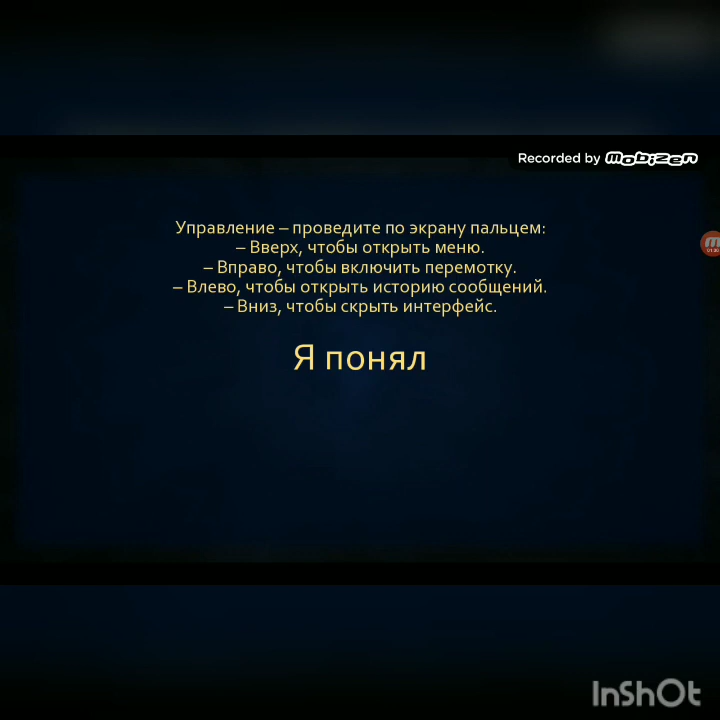 Recorded by mobizen
Управление – проведите по экрану пальцем:
– Вверх, чтобы открыть меню.
– Вправо, чтобы включить перемотку.
– Влево, чтобы открыть историю сообщений.
– Вниз, чтобы скрыть интерфейс.
Я понял
InShOt